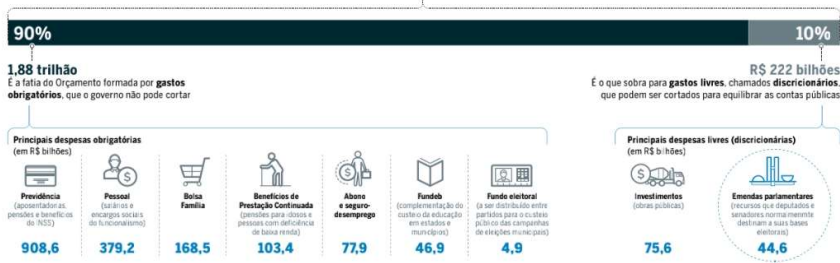 90%
10%
1,88 trilhão
É a fatia do Orçamento formada por gastos
obrigatórios, que o governo não pode cortar
R$ 222 bilhões
É o que sobra para gastos livres, chamados discricionários,
que podem ser cortados para equilibrar as contas públicas
Principais despesas obrigatórias
(em R$ bilhões)
Previdência
(aposentadorias,
pensões e benefícios
do INSS)
908,6
Pessoal
(salários e
encargos sociais
do funcionalismo)
379,2
Bolsa
Família
168,5
Benefícios de
Prestação Continuada
(pensões para idosos e
pessoas com deficiência
de baixa renda)
103,4
Abono
e seguro-
desemprego
77,9
Fundeb
(complementação do
custeio da educação
em estados e
municípios)
46,9
Fundo eleitoral
(a ser distribuído entre
partidos para o custeio
público das campanhas
de eleições municipais)
4,9
Principais despesas livres (discricionárias)
(em R$ bilhões)
Investimentos
(obras públicas)
75,6
Emendas parlamentares
(recursos que deputados e
senadores normalmente
destinam a suas bases
eleitorais)
44,6